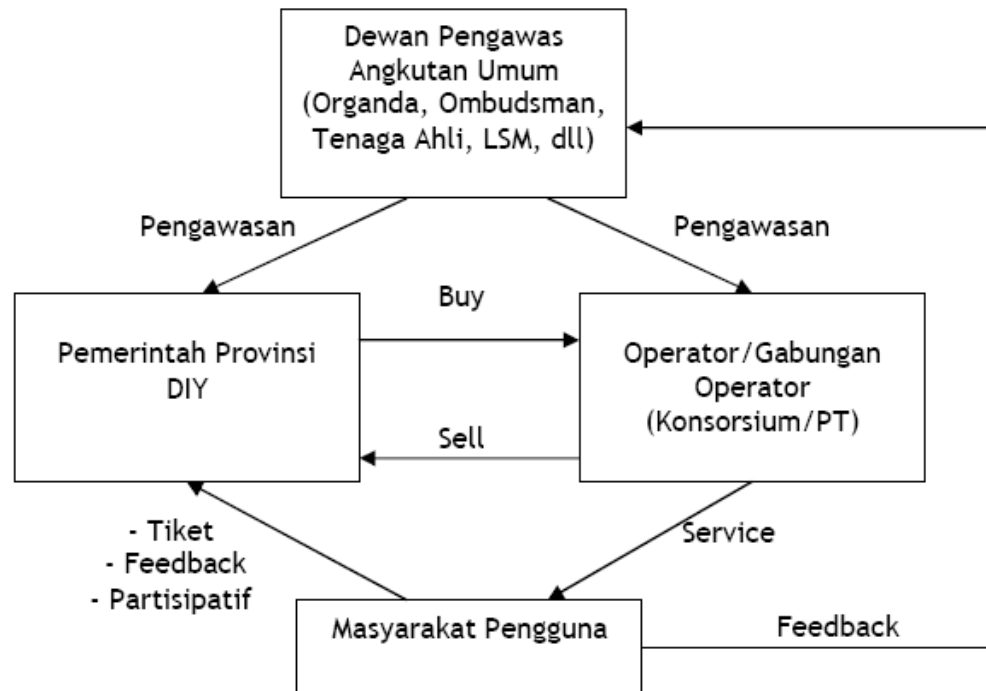 Dewan Pengawas
Angkutan Umum
(Organda, Ombudsman,
Tenaga Ahli, LSM, dll)
Pengawasan
Pengawasan
Buy
Pemerintah Provinsi
DIY
Operator/Gabungan
Operator
(Konsorsium/PT)
Sell
- Tiket
- Feedback
- Partisipatif
Service
Masyarakat Pengguna
Feedback